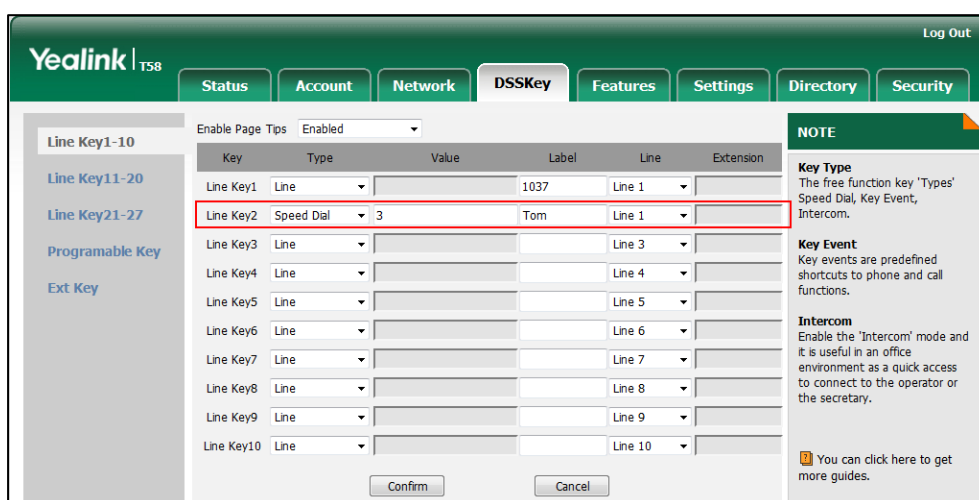 Log Out
Yealink T58
Status Account Network DSSKey Features Settings Directory Security
Line Key1-10
Line Key11-20
Line Key21-27
Programable Key
Ext Key
Enable Page Tips Enabled
Key Type Value Label Line Extension
Line Key1 Line 1037 Line 1
Line Key2 Speed Dial 3 Tom Line 1
Line Key3 Line Line 3
Line Key4 Line Line 4
Line Key5 Line Line 5
Line Key6 Line Line 6
Line Key7 Line Line 7
Line Key8 Line Line 8
Line Key9 Line Line 9
Line Key10 Line Line 10
Confirm Cancel
NOTE
Key Type
The free function key 'Types'
Speed Dial, Key Event,
Intercom.
Key Event
Key events are predefined
shortcuts to phone and call
functions.
Intercom
Enable the 'Intercom' mode and
it is useful in an office
environment as a quick access
to connect to the operator or
the secretary.
You can click here to get
more guides.